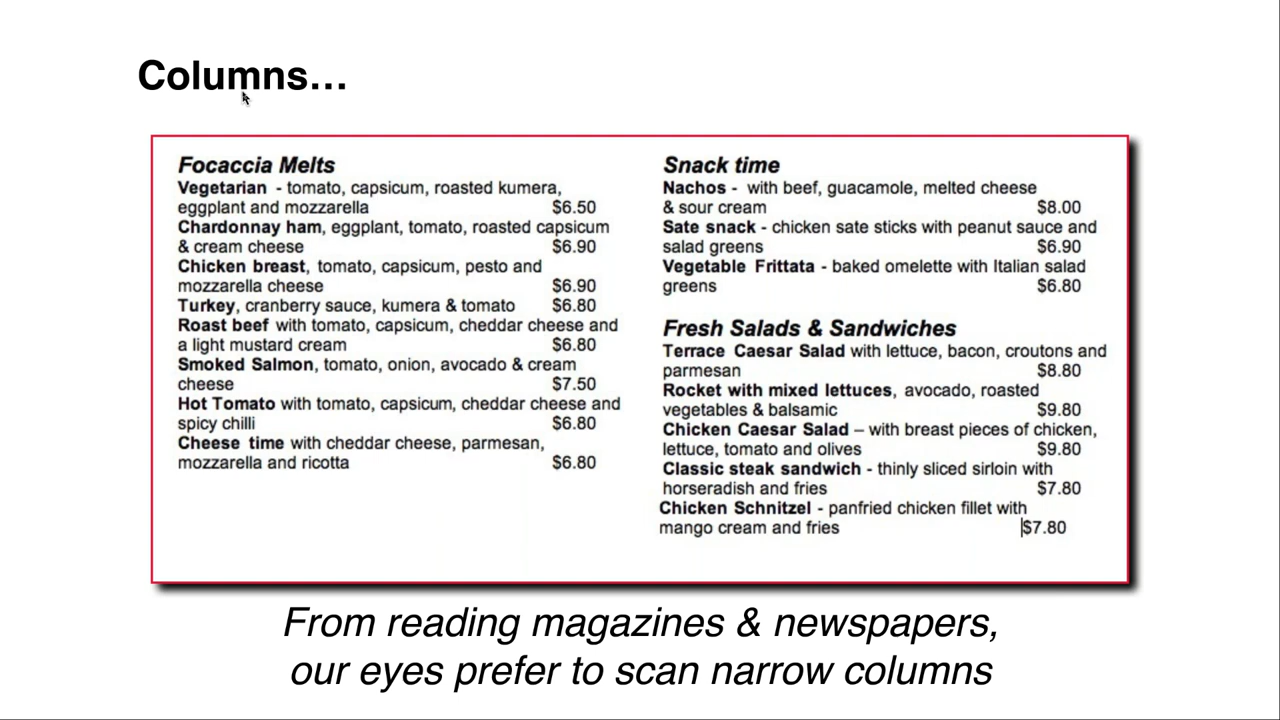 Columns...
Focaccia Melts
Vegetarian - tomato, capsicum, roasted kumera,
eggplant and mozzarella $6.50
Chardonnay ham, eggplant, tomato, roasted capsicum
& cream cheese $6.90
Chicken breast, tomato, capsicum, pesto and
mozzarella cheese $6.90
Turkey, cranberry sauce, kumera & tomato $6.80
Roast beef with tomato, capsicum, cheddar cheese and
a light mustard cream $6.80
Smoked Salmon, tomato, onion, avocado & cream
cheese $7.50
Hot Tomato with tomato, capsicum, cheddar cheese and
spicy chilli $6.80
Cheese time with cheddar cheese, parmesan,
mozzarella and ricotta $6.80
Snack time
Nachos - with beef, guacamole, melted cheese
& sour cream $8.00
Sate snack - chicken sate sticks with peanut sauce and
salad greens $6.90
Vegetable Frittata - baked omelette with Italian salad
greens $6.80
Fresh Salads & Sandwiches
Terrace Caesar Salad with lettuce, bacon, croutons and
parmesan $8.80
Rocket with mixed lettuces, avocado, roasted
vegetables & balsamic $9.80
Chicken Caesar Salad – with breast pieces of chicken,
lettuce, tomato and olives $9.80
Classic steak sandwich - thinly sliced sirloin with
horseradish and fries $7.80
Chicken Schnitzel - panfried chicken fillet with
mango cream and fries $7.80
From reading magazines & newspapers,
our eyes prefer to scan narrow columns